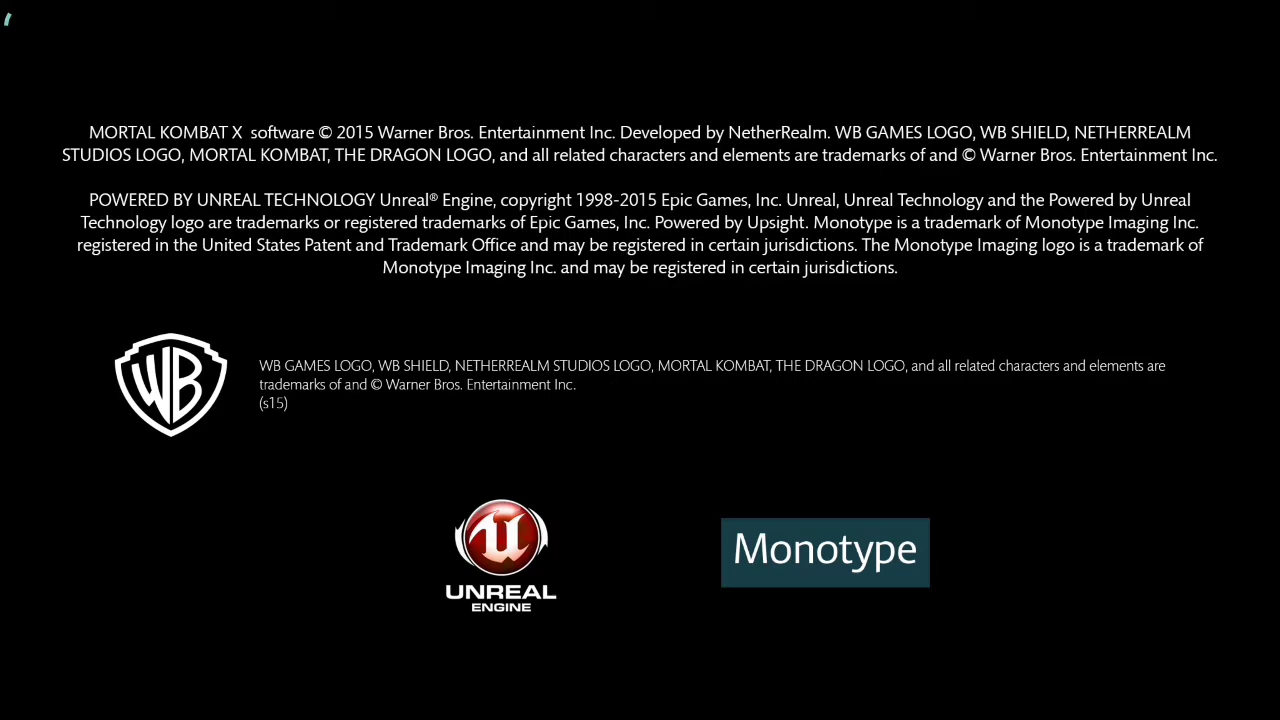 MORTAL KOMBAT X  software © 2015 Warner Bros. Entertainment Inc. Developed by NetherRealm. WB GAMES LOGO, WB SHIELD, NETHERREALM
STUDIOS LOGO, MORTAL KOMBAT, THE DRAGON LOGO, and all related characters and elements are trademarks of and © Warner Bros. Entertainment Inc.
POWERED BY UNREAL TECHNOLOGY Unreal® Engine, copyright 1998-2015 Epic Games, Inc. Unreal, Unreal Technology and the Powered by Unreal
Technology logo are trademarks or registered trademarks of Epic Games, Inc. Powered by Upsight. Monotype is a trademark of Monotype Imaging Inc.
registered in the United States Patent and Trademark Office and may be registered in certain jurisdictions. The Monotype Imaging logo is a trademark of
Monotype Imaging Inc. and may be registered in certain jurisdictions.
WB
WB GAMES LOGO, WB SHIELD, NETHERREALM STUDIOS LOGO, MORTAL KOMBAT, THE DRAGON LOGO, and all related characters and elements are
trademarks of and © Warner Bros. Entertainment Inc.
(s15)
UNREAL
ENGINE
Monotype